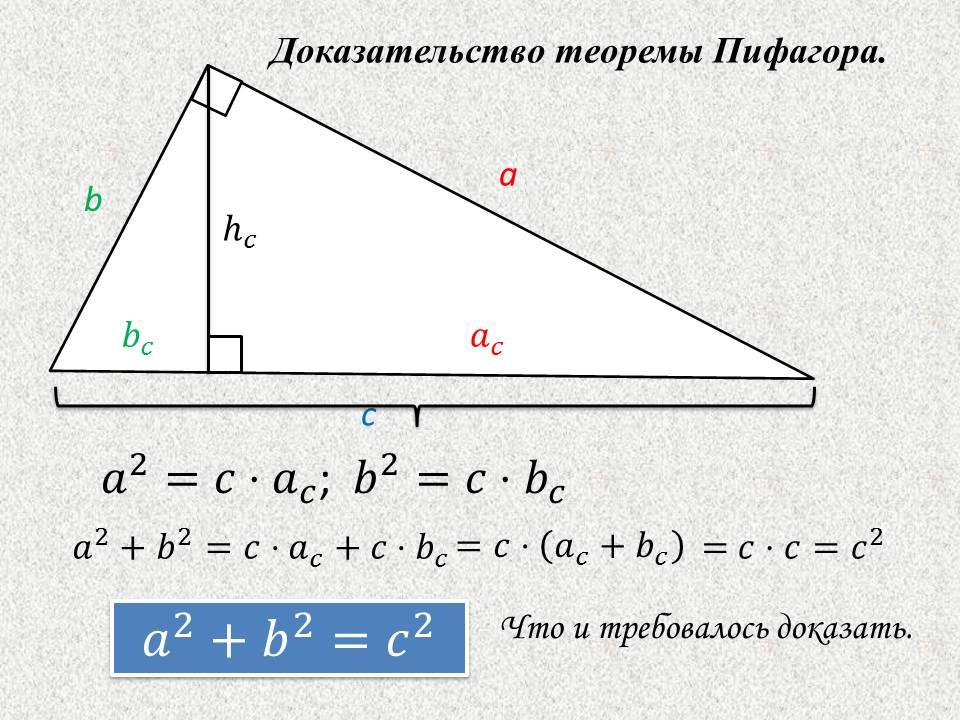 Доказательство теоремы Пифагора.
b
a
h_c
b_c
a_c
c
a² = c · a_c; b² = c · b_c
a² + b² = c · a_c + c · b_c = c · (a_c + b_c) = c · c = c²
a² + b² = c²
Что и требовалось доказать.